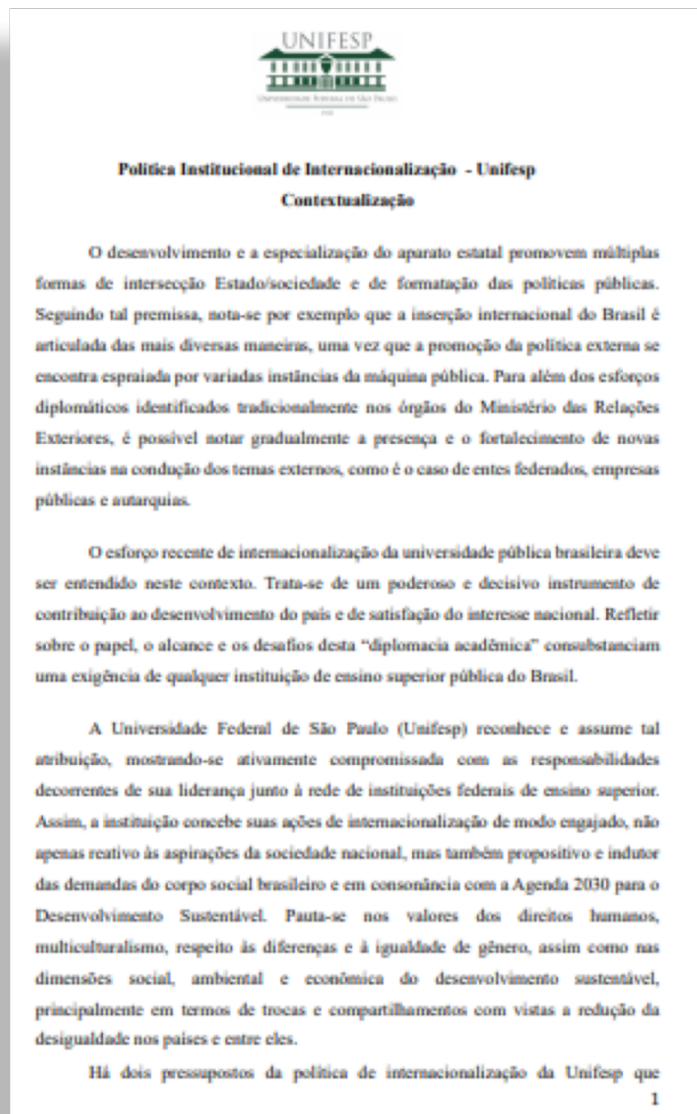 UNIFESP
UNIVERSIDADE FEDERAL DE SÃO PAULO
Política Institucional de Internacionalização - Unifesp
Contextualização
O desenvolvimento e a especialização do aparato estatal promovem múltiplas
formas de intersecção Estado/sociedade e de formatação das políticas públicas.
Seguindo tal premissa, nota-se por exemplo que a inserção internacional do Brasil é
articulada das mais diversas maneiras, uma vez que a promoção da política externa se
encontra espraiada por variadas instâncias da máquina pública. Para além dos esforços
diplomáticos identificados tradicionalmente nos órgãos do Ministério das Relações
Exteriores, é possível notar gradualmente a presença e o fortalecimento de novas
instâncias na condução dos temas externos, como é o caso de entes federados, empresas
públicas e autarquias.
O esforço recente de internacionalização da universidade pública brasileira deve
ser entendido neste contexto. Trata-se de um poderoso e decisivo instrumento de
contribuição ao desenvolvimento do país e de satisfação do interesse nacional. Refletir
sobre o papel, o alcance e os desafios desta “diplomacia acadêmica” consubstanciam
uma exigência de qualquer instituição de ensino superior pública do Brasil.
A Universidade Federal de São Paulo (Unifesp) reconhece e assume tal
atribuição, mostrando-se ativamente compromissada com as responsabilidades
decorrentes de sua liderança junto à rede de instituições federais de ensino superior.
Assim, a instituição concebe suas ações de internacionalização de modo engajado, não
apenas reativo às aspirações da sociedade nacional, mas também propositivo e indutor
das demandas do corpo social brasileiro e em consonância com a Agenda 2030 para o
Desenvolvimento Sustentável. Pauta-se nos valores dos direitos humanos,
multiculturalismo, respeito às diferenças e à igualdade de gênero, assim como nas
dimensões social, ambiental e econômica do desenvolvimento sustentável,
principalmente em termos de trocas e compartilhamentos com vistas a redução da
desigualdade nos países e entre eles.
Há dois pressupostos da política de internacionalização da Unifesp que
1